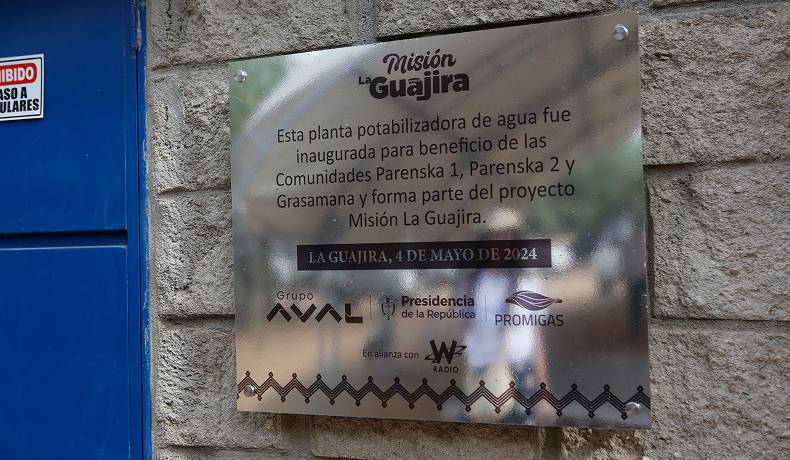 HIBIDO
ASO A
ULARES
Misión
La Guajira
Esta planta potabilizadora de agua fue
inaugurada para beneficio de las
Comunidades Parenska 1, Parenska 2 y
Grasamana y forma parte del proyecto
Misión La Guajira.
LA GUAJIRA, 4 DE MAYO DE 2024
Grupo
AVAL
Presidencia
de la República
PROMIGAS
En alianza con
W
RADIO